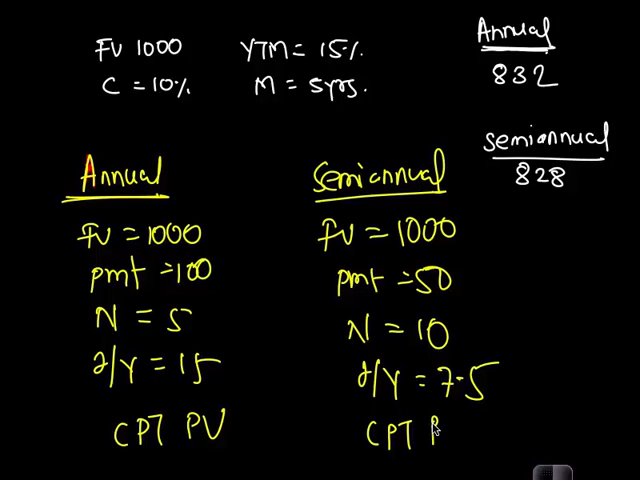 FV 1000 YTM = 15%
C = 10% M = 5yrs.
Annual
832
Semiannual
828
Annual
FV = 1000
pmt = 100
N = 5
I/Y = 15
CPT PV
Semiannual
FV = 1000
pmt = 50
N = 10
I/Y = 7.5
CPT P